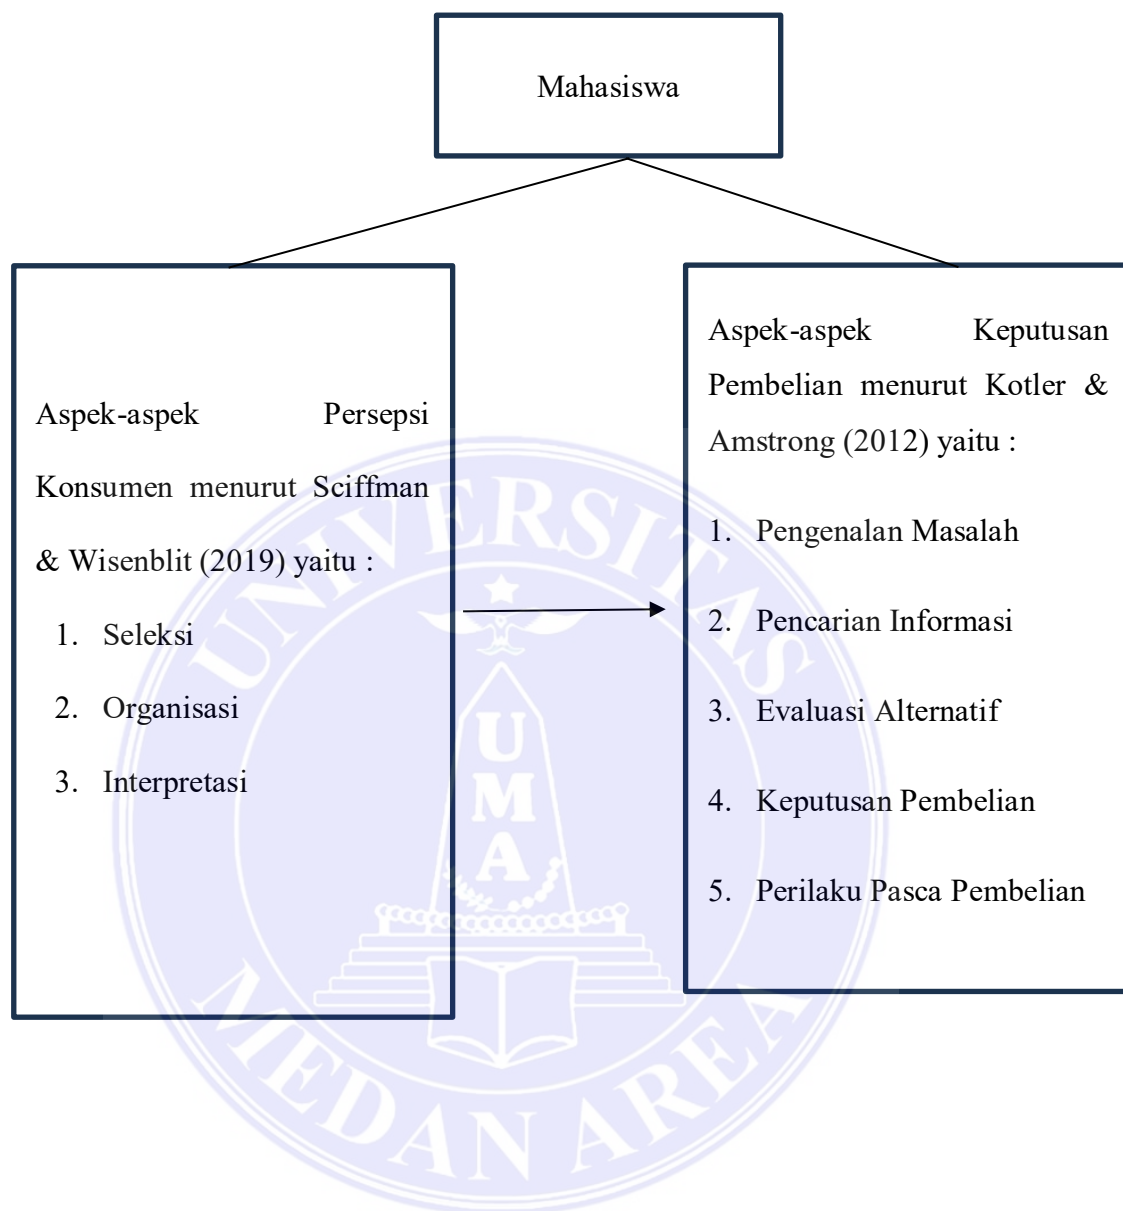 Mahasiswa
Aspek-aspek Persepsi
Konsumen menurut Sciffman
& Wisenblit (2019) yaitu :
1. Seleksi
2. Organisasi
3. Interpretasi
Aspek-aspek Keputusan
Pembelian menurut Kotler &
Amstrong (2012) yaitu :
1. Pengenalan Masalah
2. Pencarian Informasi
3. Evaluasi Alternatif
4. Keputusan Pembelian
5. Perilaku Pasca Pembelian
UNIVERSITAS
UMA
MEDAN AREA